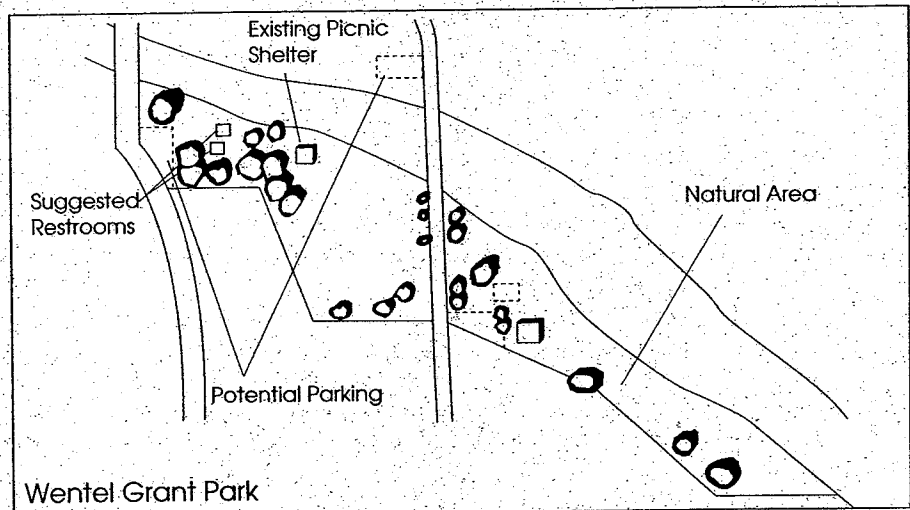 Existing Picnic
Shelter
Suggested
Restrooms
Natural Area
Potential Parking
Wentel Grant Park